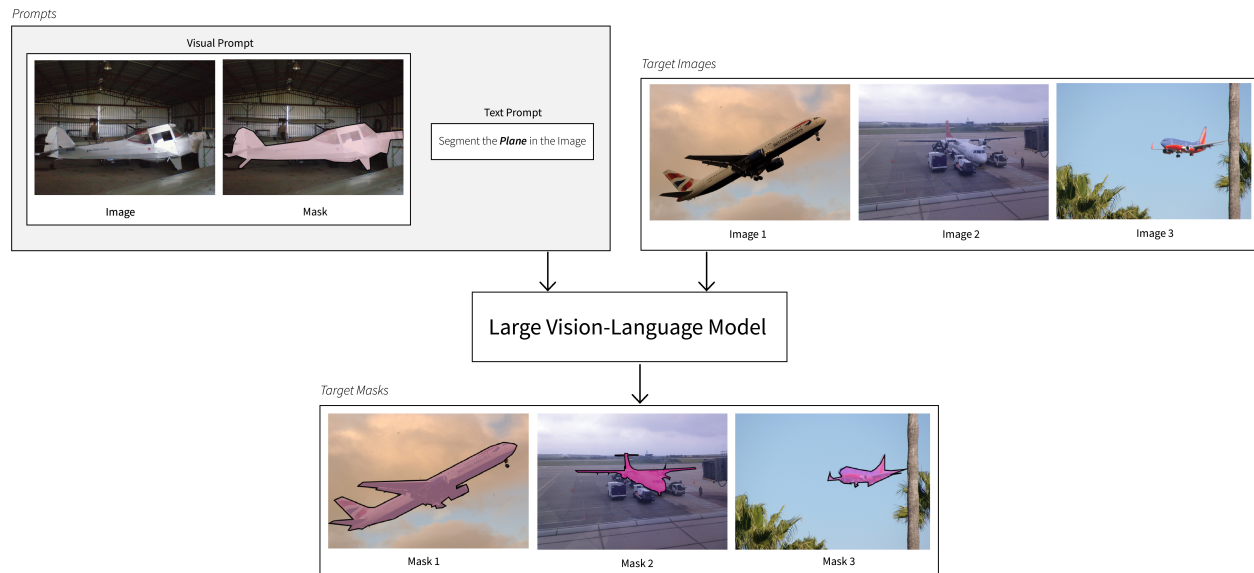 Prompts
Visual Prompt
Image
Mask
Text Prompt
Segment the Plane in the Image
Target Images
Image 1
Image 2
Image 3
Large Vision-Language Model
Target Masks
Mask 1
Mask 2
Mask 3